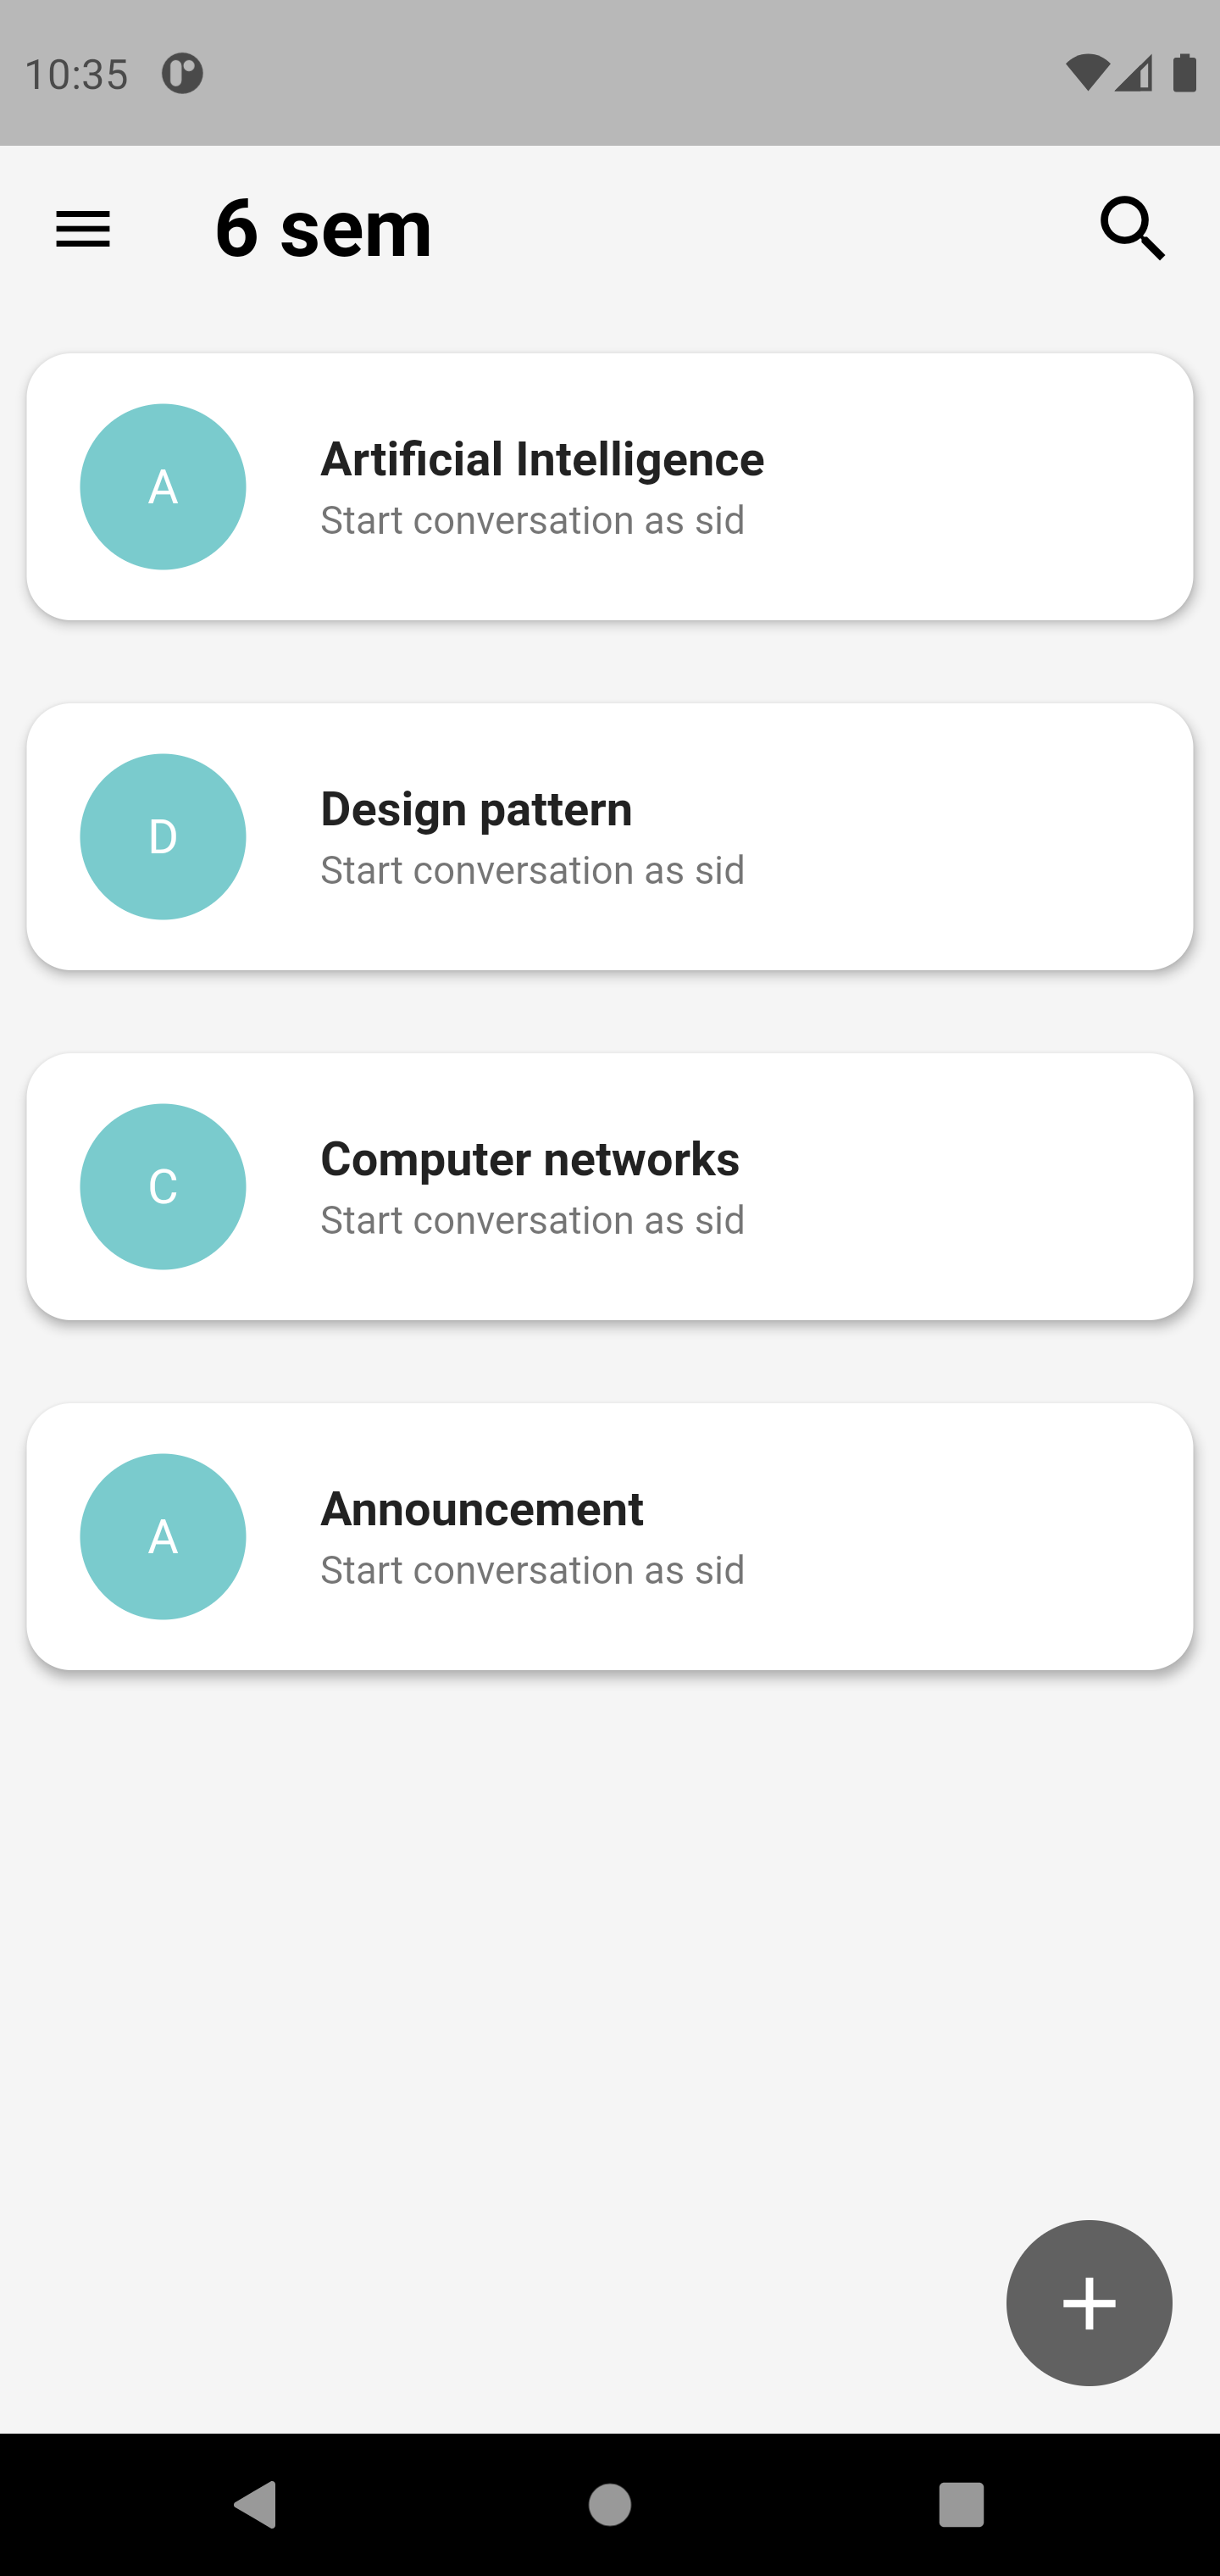 10:35
6 sem
A
Artificial Intelligence
Start conversation as sid
D
Design pattern
Start conversation as sid
C
Computer networks
Start conversation as sid
A
Announcement
Start conversation as sid